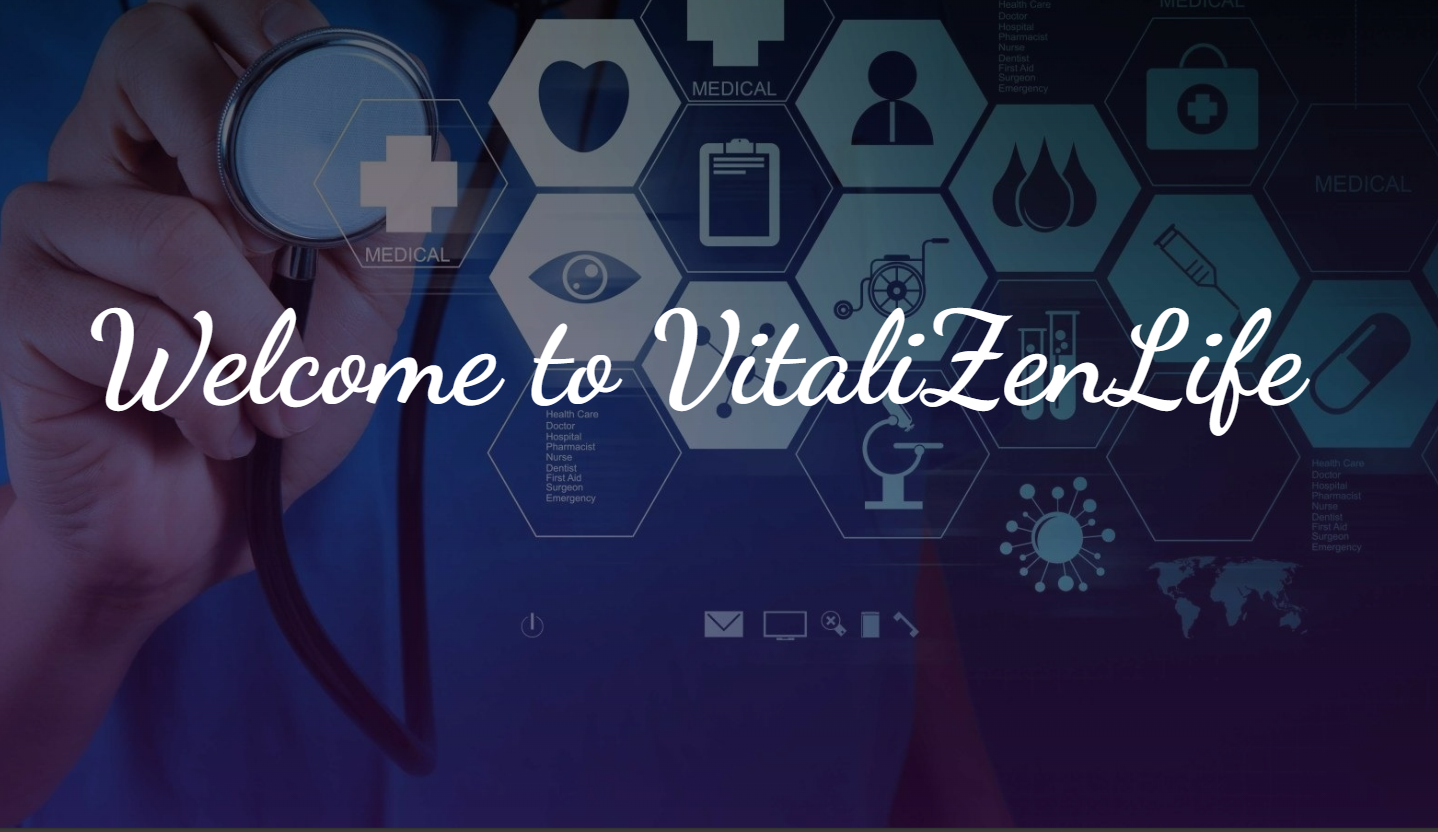 Health Care
Doctor
Hospital
Pharmacist
Nurse
Dentist
First Aid
Surgeon
Emergency
MEDICAL
MEDICAL
MEDICAL
MEDICAL
Welcome to VitaliZenLife
Health Care
Doctor
Hospital
Pharmacist
Nurse
Dentist
First Aid
Surgeon
Emergency
Health Care
Doctor
Hospital
Pharmacist
Nurse
Dentist
First Aid
Surgeon
Emergency